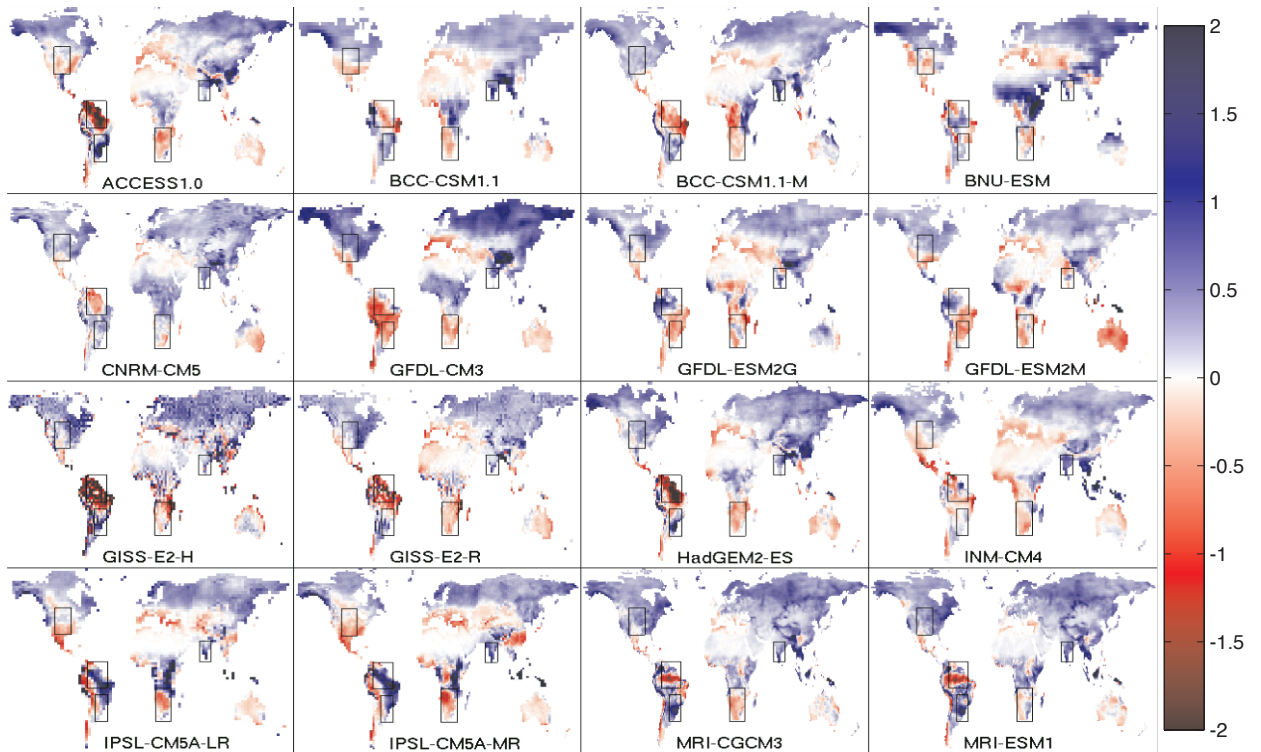 ACCESS1.0
BCC-CSM1.1
BCC-CSM1.1-M
BNU-ESM
CNRM-CM5
GFDL-CM3
GFDL-ESM2G
GFDL-ESM2M
GISS-E2-H
GISS-E2-R
HadGEM2-ES
INM-CM4
IPSL-CM5A-LR
IPSL-CM5A-MR
MRI-CGCM3
MRI-ESM1
2
1.5
1
0.5
0
-0.5
-1
-1.5
-2